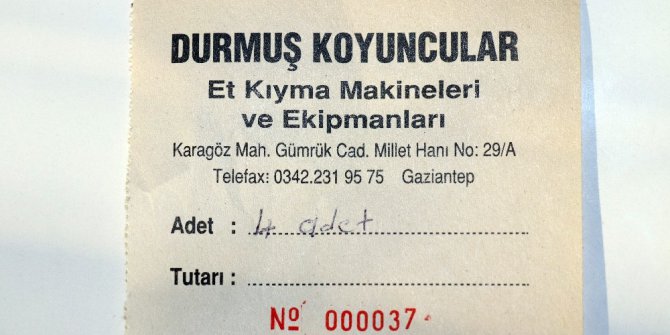 DURMUŞ KOYUNCULAR
Et Kıyma Makineleri
ve Ekipmanları
Karagöz Mah. Gümrük Cad. Millet Hanı No: 29/A
Telefax: 0342.231 95 75 Gaziantep
Adet : 4 adet
Tutarı :
Nº 000037